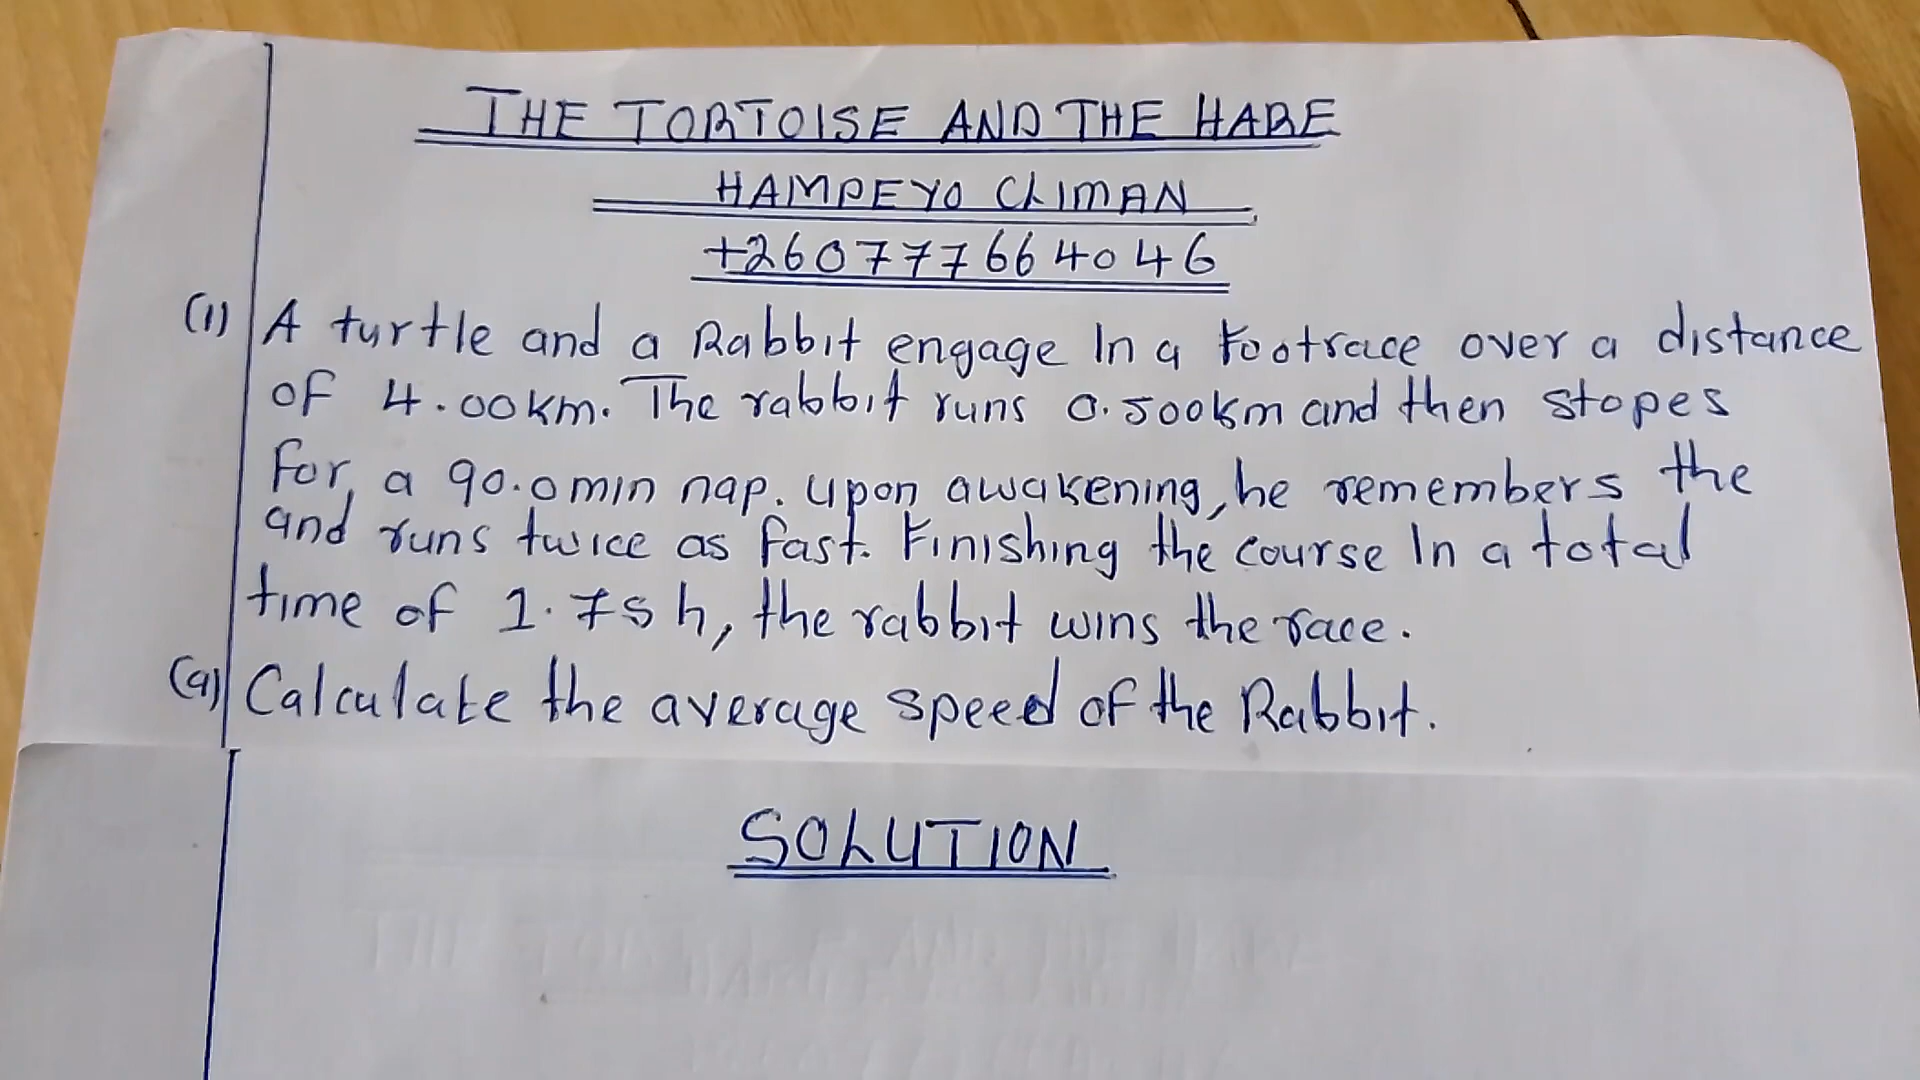 THE TORTOISE AND THE HARE
HAMPEYO CLIMAN
+260777664046
(1) A turtle and a Rabbit engage In a footrace over a distance
of 4.00km. The rabbit runs 0.500km and then stopes
for a 90.0min nap. upon awakening, he remembers the
and runs twice as fast. Finishing the course In a total
time of 1.75h, the rabbit wins the race.
(a) Calculate the average speed of the Rabbit.
SOLUTION